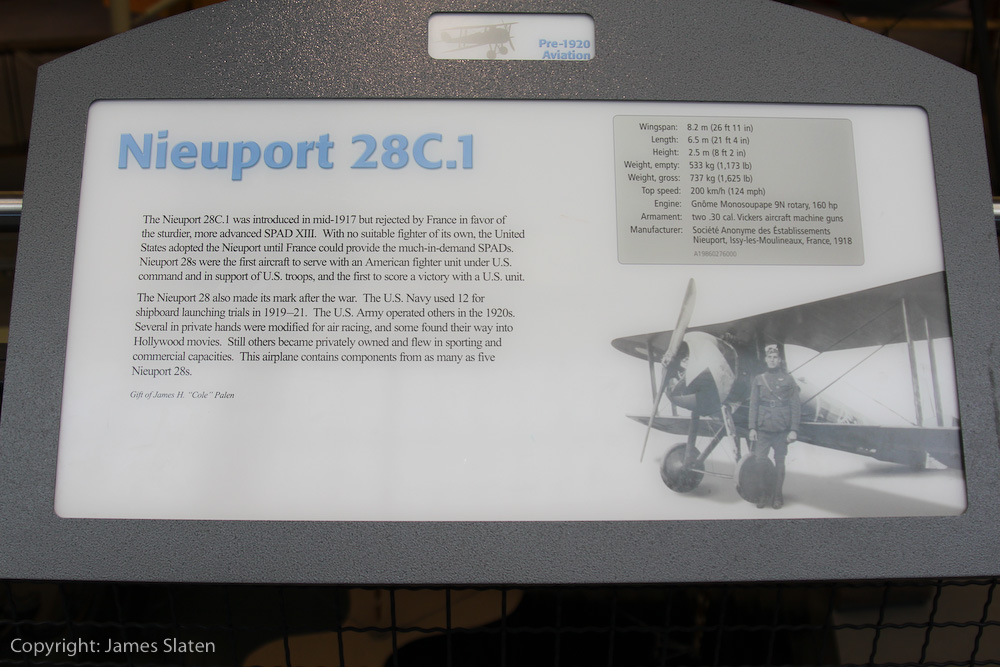 Pre-1920
Aviation
Nieuport 28C.1
The Nieuport 28C.1 was introduced in mid-1917 but rejected by France in favor of
the sturdier, more advanced SPAD XIII. With no suitable fighter of its own, the United
States adopted the Nieuport until France could provide the much-in-demand SPADs.
Nieuport 28s were the first aircraft to serve with an American fighter unit under U.S.
command and in support of U.S. troops, and the first to score a victory with a U.S. unit.
The Nieuport 28 also made its mark after the war. The U.S. Navy used 12 for
shipboard launching trials in 1919–21. The U.S. Army operated others in the 1920s.
Several in private hands were modified for air racing, and some found their way into
Hollywood movies. Still others became privately owned and flew in sporting and
commercial capacities. This airplane contains components from as many as five
Nieuport 28s.
Gift of James H. "Cole" Palen
Wingspan: 8.2 m (26 ft 11 in)
Length: 6.5 m (21 ft 4 in)
Height: 2.5 m (8 ft 2 in)
Weight, empty: 533 kg (1,173 lb)
Weight, gross: 737 kg (1,625 lb)
Top speed: 200 km/h (124 mph)
Engine: Gnôme Monosoupape 9N rotary, 160 hp
Armament: two .30 cal. Vickers aircraft machine guns
Manufacturer: Société Anonyme des Établissements
Nieuport, Issy-les-Moulineaux, France, 1918
A19860276000
Copyright: James Slaten